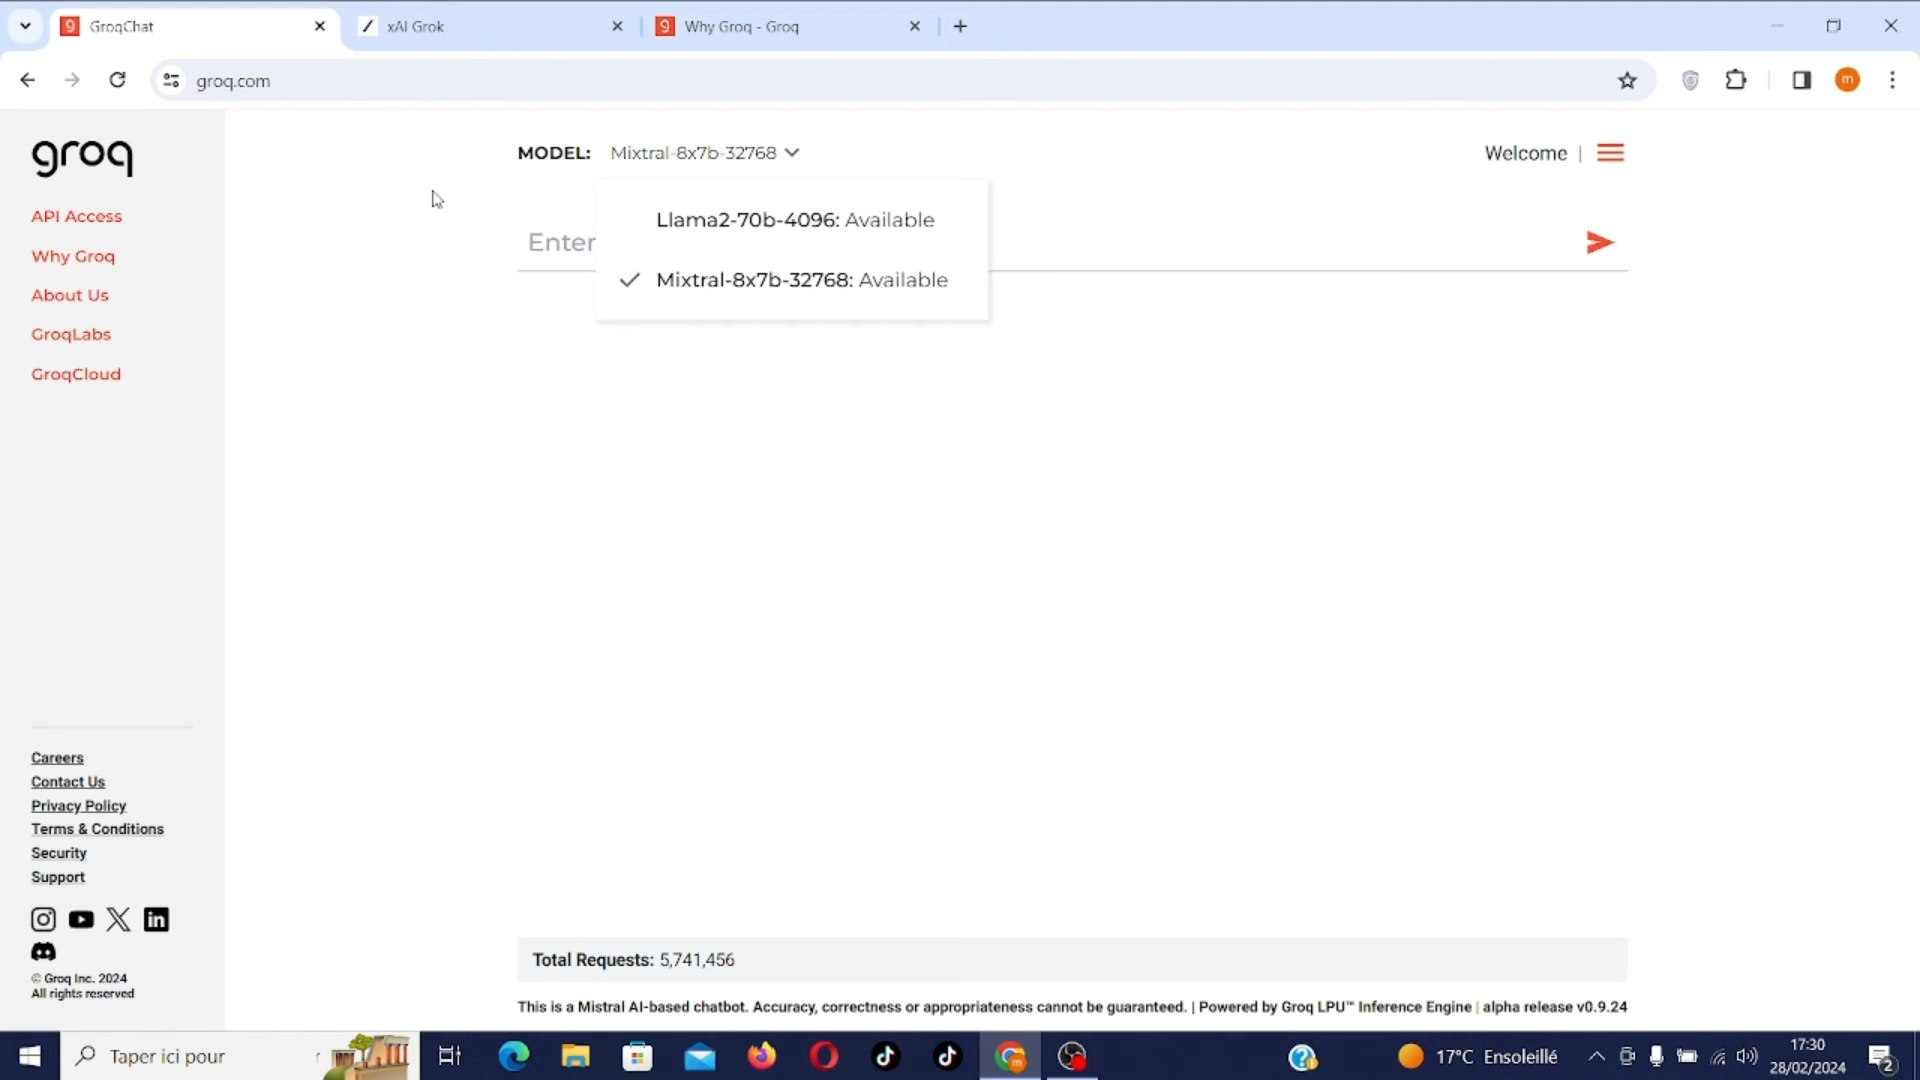 GroqChat
xAI Grok
Why Groq - Groq
groq.com
m
groq
API Access
Why Groq
About Us
GroqLabs
GroqCloud
MODEL: Mixtral-8x7b-32768
Welcome |
Enter
Llama2-70b-4096: Available
Mixtral-8x7b-32768: Available
Careers
Contact Us
Privacy Policy
Terms & Conditions
Security
Support
© Groq Inc. 2024
All rights reserved
Total Requests: 5,741,456
This is a Mistral AI-based chatbot. Accuracy, correctness or appropriateness cannot be guaranteed. | Powered by Groq LPU™ Inference Engine | alpha release v0.9.24
Taper ici pour
17°C Ensoleillé
17:30
28/02/2024
2